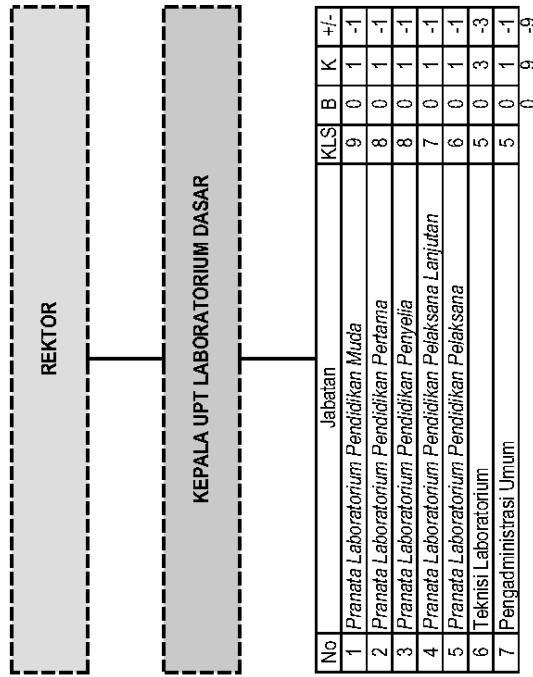 REKTOR
KEPALA UPT LABORATORIUM DASAR
No Jabatan KLS B K +/-
1 Pranata Laboratorium Pendidikan Muda 9 0 1 -1
2 Pranata Laboratorium Pendidikan Pertama 8 0 1 -1
3 Pranata Laboratorium Pendidikan Penyelia 8 0 1 -1
4 Pranata Laboratorium Pendidikan Pelaksana Lanjutan 7 0 1 -1
5 Pranata Laboratorium Pendidikan Pelaksana 6 0 1 -1
6 Teknisi Laboratorium 5 0 3 -3
7 Pengadministrasi Umum 5 0 1 -1
0 9 -9